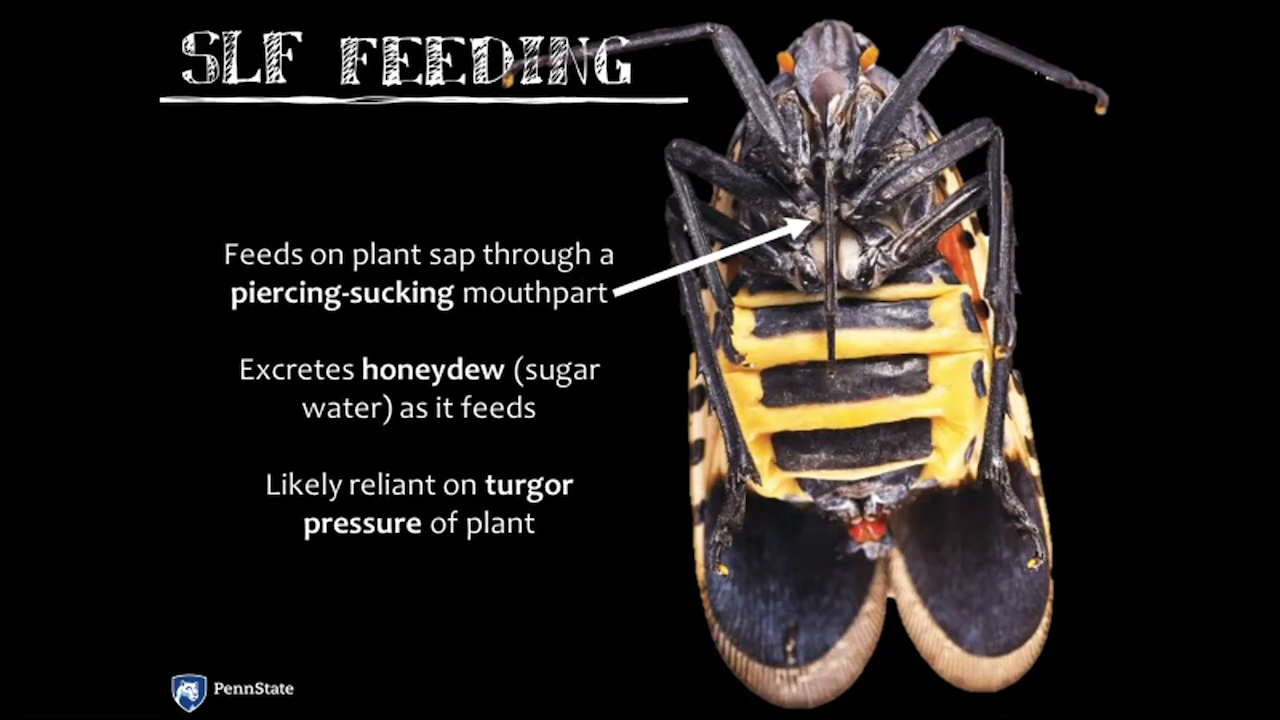 SLF FEEDING
Feeds on plant sap through a
piercing-sucking mouthpart
Excretes honeydew (sugar
water) as it feeds
Likely reliant on turgor
pressure of plant
PennState